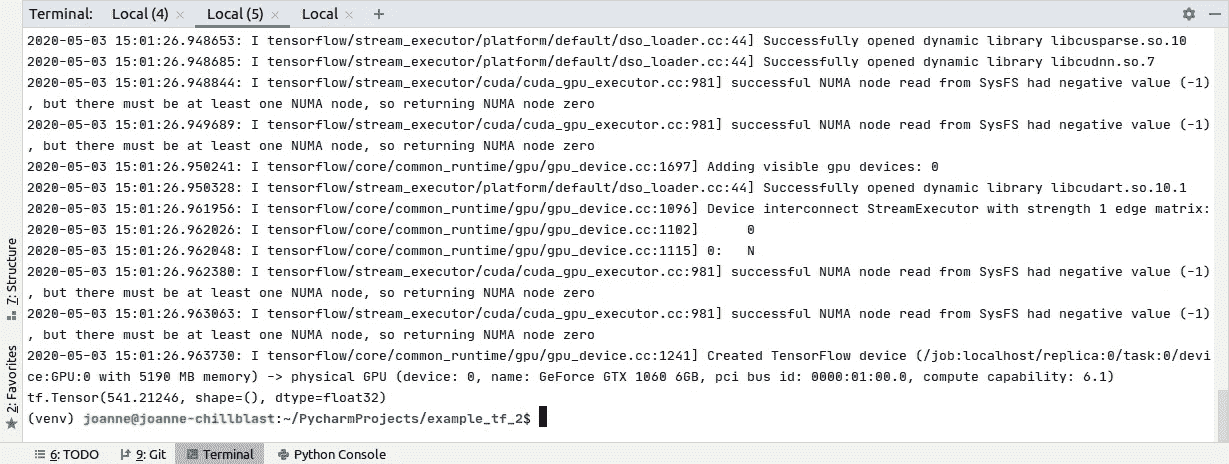 Terminal: Local (4) × Local (5) × Local × +
2020-05-03 15:01:26.948653: I tensorflow/stream_executor/platform/default/dso_loader.cc:44] Successfully opened dynamic library libcusparse.so.10
2020-05-03 15:01:26.948685: I tensorflow/stream_executor/platform/default/dso_loader.cc:44] Successfully opened dynamic library libcudnn.so.7
2020-05-03 15:01:26.948844: I tensorflow/stream_executor/cuda/cuda_gpu_executor.cc:981] successful NUMA node read from SysFS had negative value (-1)
, but there must be at least one NUMA node, so returning NUMA node zero
2020-05-03 15:01:26.949689: I tensorflow/stream_executor/cuda/cuda_gpu_executor.cc:981] successful NUMA node read from SysFS had negative value (-1)
, but there must be at least one NUMA node, so returning NUMA node zero
2020-05-03 15:01:26.950241: I tensorflow/core/common_runtime/gpu/gpu_device.cc:1697] Adding visible gpu devices: 0
2020-05-03 15:01:26.950328: I tensorflow/stream_executor/platform/default/dso_loader.cc:44] Successfully opened dynamic library libcudart.so.10.1
2020-05-03 15:01:26.961956: I tensorflow/core/common_runtime/gpu/gpu_device.cc:1096] Device interconnect StreamExecutor with strength 1 edge matrix:
2020-05-03 15:01:26.962026: I tensorflow/core/common_runtime/gpu/gpu_device.cc:1102]      0
2020-05-03 15:01:26.962048: I tensorflow/core/common_runtime/gpu/gpu_device.cc:1115] 0:   N
2020-05-03 15:01:26.962380: I tensorflow/stream_executor/cuda/cuda_gpu_executor.cc:981] successful NUMA node read from SysFS had negative value (-1)
, but there must be at least one NUMA node, so returning NUMA node zero
2020-05-03 15:01:26.963063: I tensorflow/stream_executor/cuda/cuda_gpu_executor.cc:981] successful NUMA node read from SysFS had negative value (-1)
, but there must be at least one NUMA node, so returning NUMA node zero
2020-05-03 15:01:26.963730: I tensorflow/core/common_runtime/gpu/gpu_device.cc:1241] Created TensorFlow device (/job:localhost/replica:0/task:0/devi
ce:GPU:0 with 5190 MB memory) -> physical GPU (device: 0, name: GeForce GTX 1060 6GB, pci bus id: 0000:01:00.0, compute capability: 6.1)
tf.Tensor(541.21246, shape=(), dtype=float32)
(venv) joanne@joanne-chillblast:~/PycharmProjects/example_tf_2$
7: Structure
2: Favorites
6: TODO 9: Git Terminal Python Console